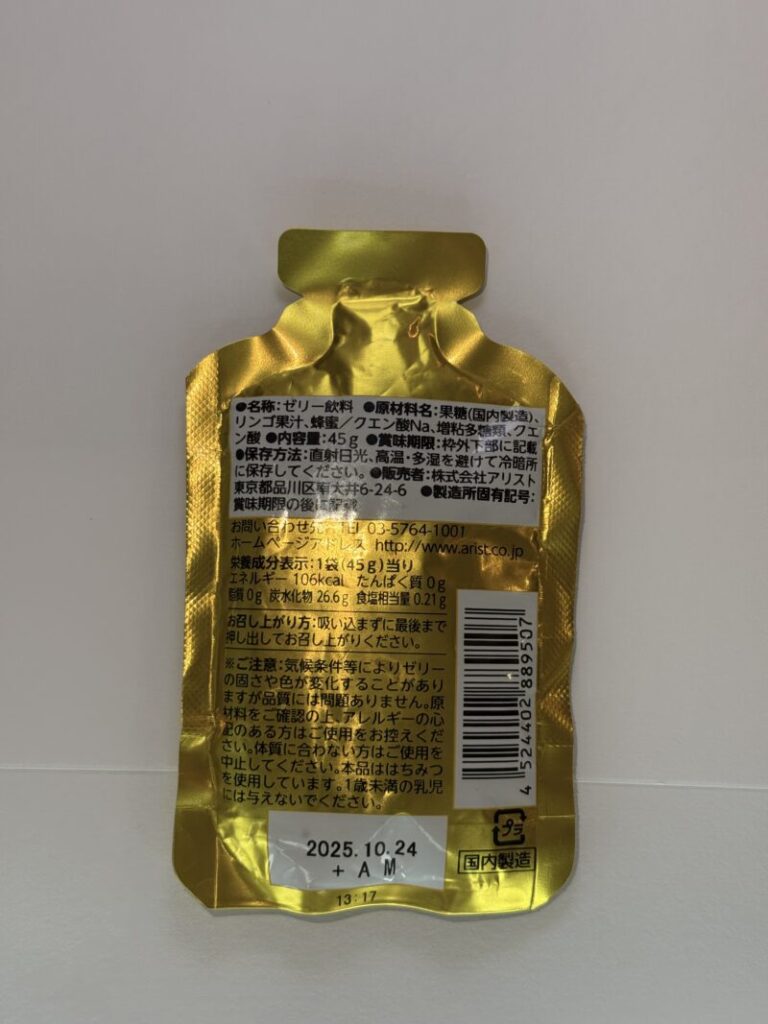 ●名称:ゼリー飲料 ●原材料名:果糖(国内製造)、
リンゴ果汁、蜂蜜／クエン酸Na、増粘多糖類、クエ
ン酸 ●内容量:45g ●賞味期限:枠外下部に記載
●保存方法:直射日光、高温・多湿を避けて冷暗所
に保存してください。●販売者:株式会社アリスト
東京都品川区南大井6-24-6 ●製造所固有記号:
賞味期限の後に記載
お問い合わせ先 TEL 03-5764-1001
ホームページアドレス http://www.arist.co.jp
栄養成分表示:1袋(45g)当り
エネルギー 106kcal たんぱく質 0g
脂質 0g 炭水化物 26.6g 食塩相当量 0.21g
お召し上がり方:吸い込まずに最後まで
押し出してお召し上がりください。
※ご注意:気候条件等によりゼリー
の固さや色が変化することがあり
ますが品質には問題ありません。原
材料をご確認の上、アレルギーの心
配のある方はご使用をお控えくだ
さい。体質に合わない方はご使用を
中止してください。本品ははちみつ
を使用しています。1歳未満の乳児
には与えないでください。
4 524402 889507
プラ
国内製造
2025.10.24
+ A M
13:17